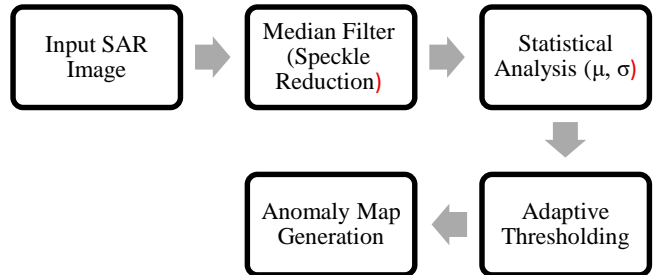 Input SAR
Image
Median Filter
(Speckle
Reduction)
Statistical
Analysis (μ, σ)
Adaptive
Thresholding
Anomaly Map
Generation